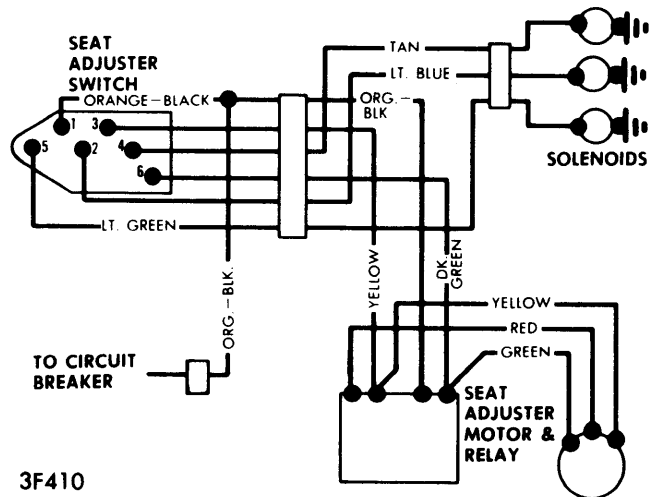 SEAT
ADJUSTER
SWITCH
TAN
LT. BLUE
ORANGE-BLACK
ORG.-
BLK
1
3
5
2
4
6
SOLENOIDS
LT. GREEN
ORG.-BLK.
YELLOW
DK.
GREEN
YELLOW
RED
GREEN
TO CIRCUIT
BREAKER
SEAT
ADJUSTER
MOTOR &
RELAY
3F410